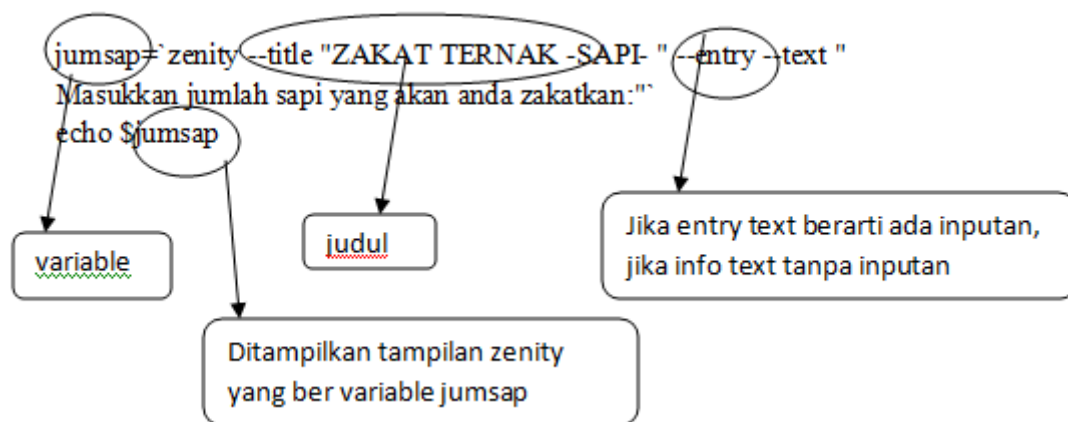 jumsap=`zenity --title "ZAKAT TERNAK -SAPI- " --entry --text "
Masukkan jumlah sapi yang akan anda zakatkan:"`
echo $jumsap
variable
judul
Jika entry text berarti ada inputan,
jika info text tanpa inputan
Ditampilkan tampilan zenity
yang ber variable jumsap